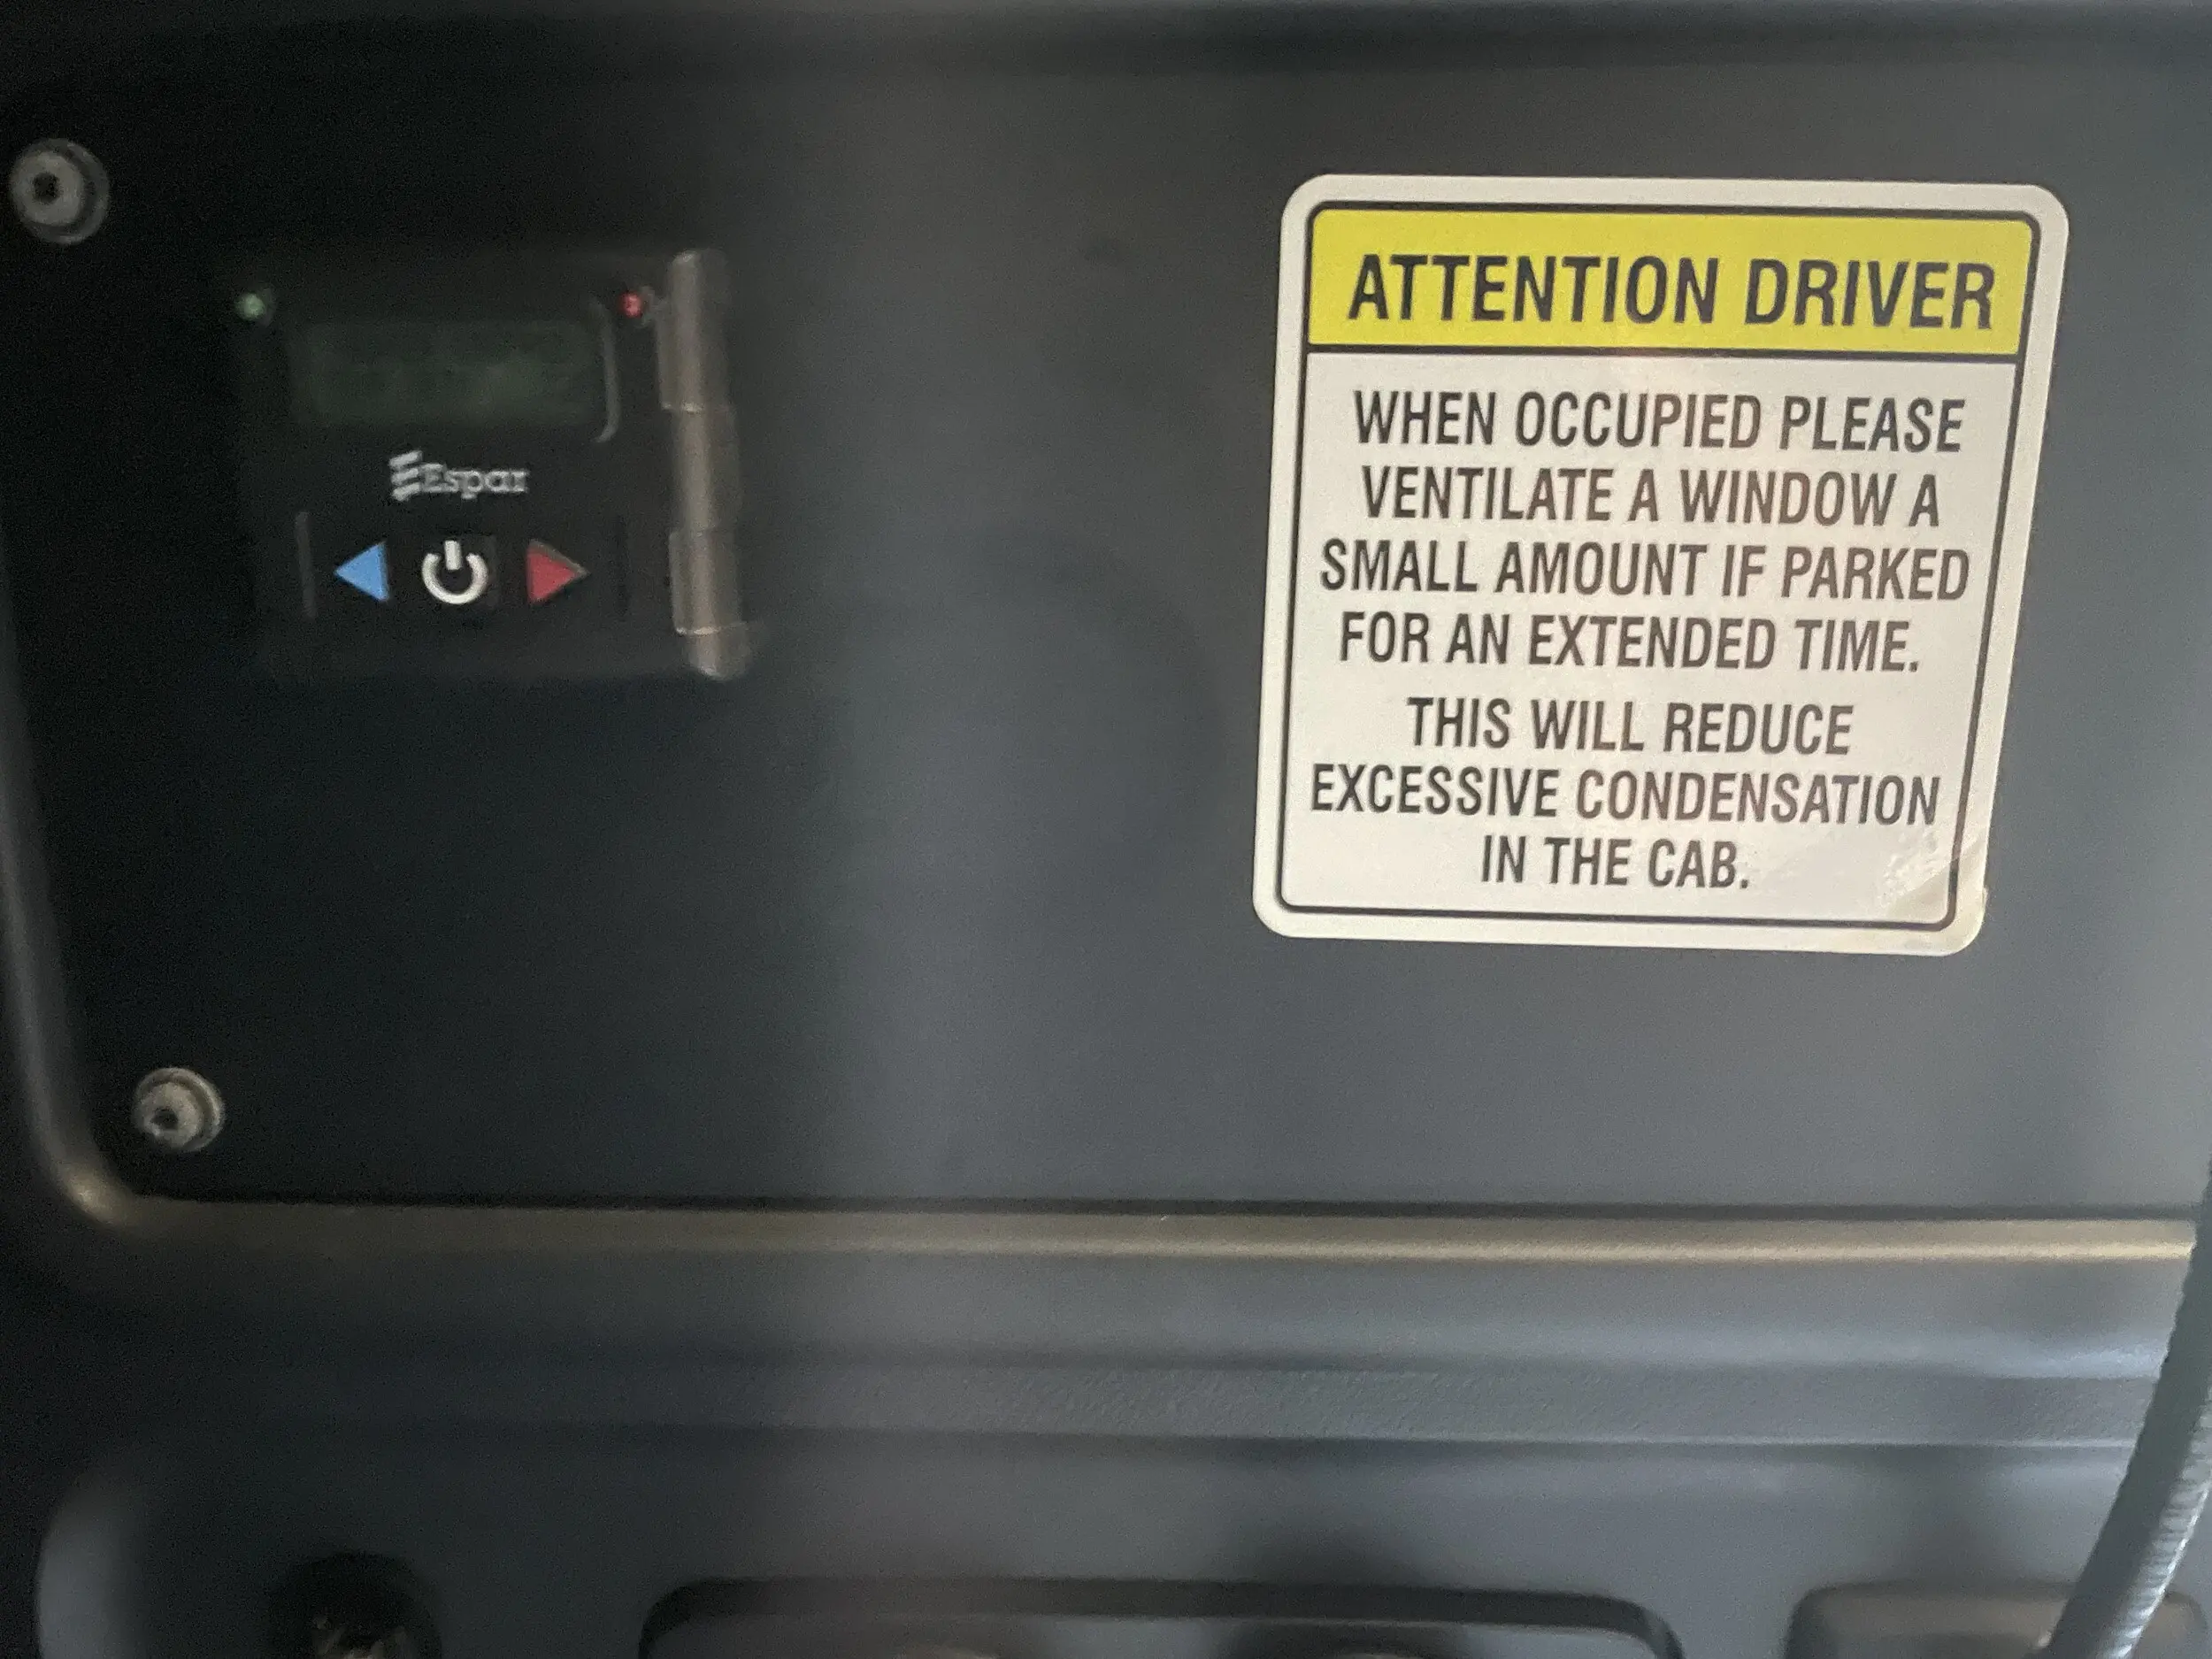 Espar
ATTENTION DRIVER
WHEN OCCUPIED PLEASE
VENTILATE A WINDOW A
SMALL AMOUNT IF PARKED
FOR AN EXTENDED TIME.
THIS WILL REDUCE
EXCESSIVE CONDENSATION
IN THE CAB.